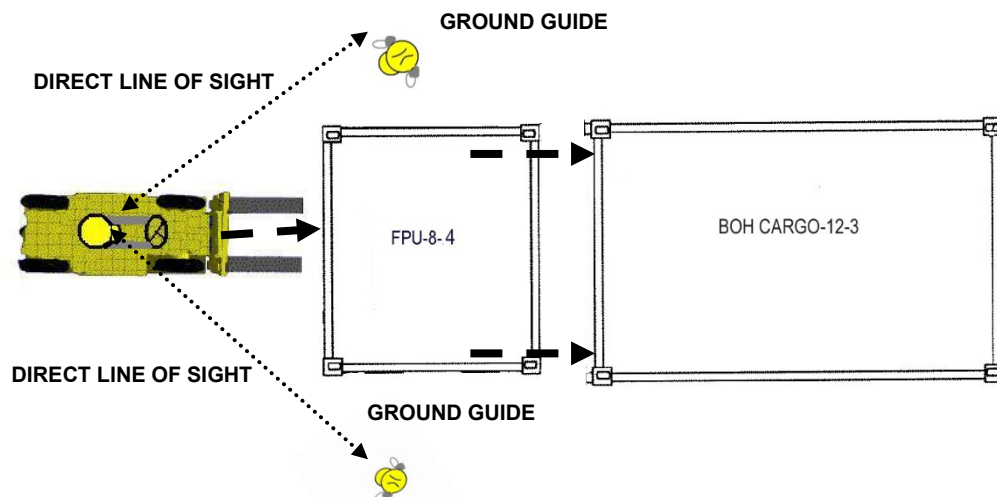 GROUND GUIDE
DIRECT LINE OF SIGHT
FPU-8-4
BOH CARGO-12-3
DIRECT LINE OF SIGHT
GROUND GUIDE